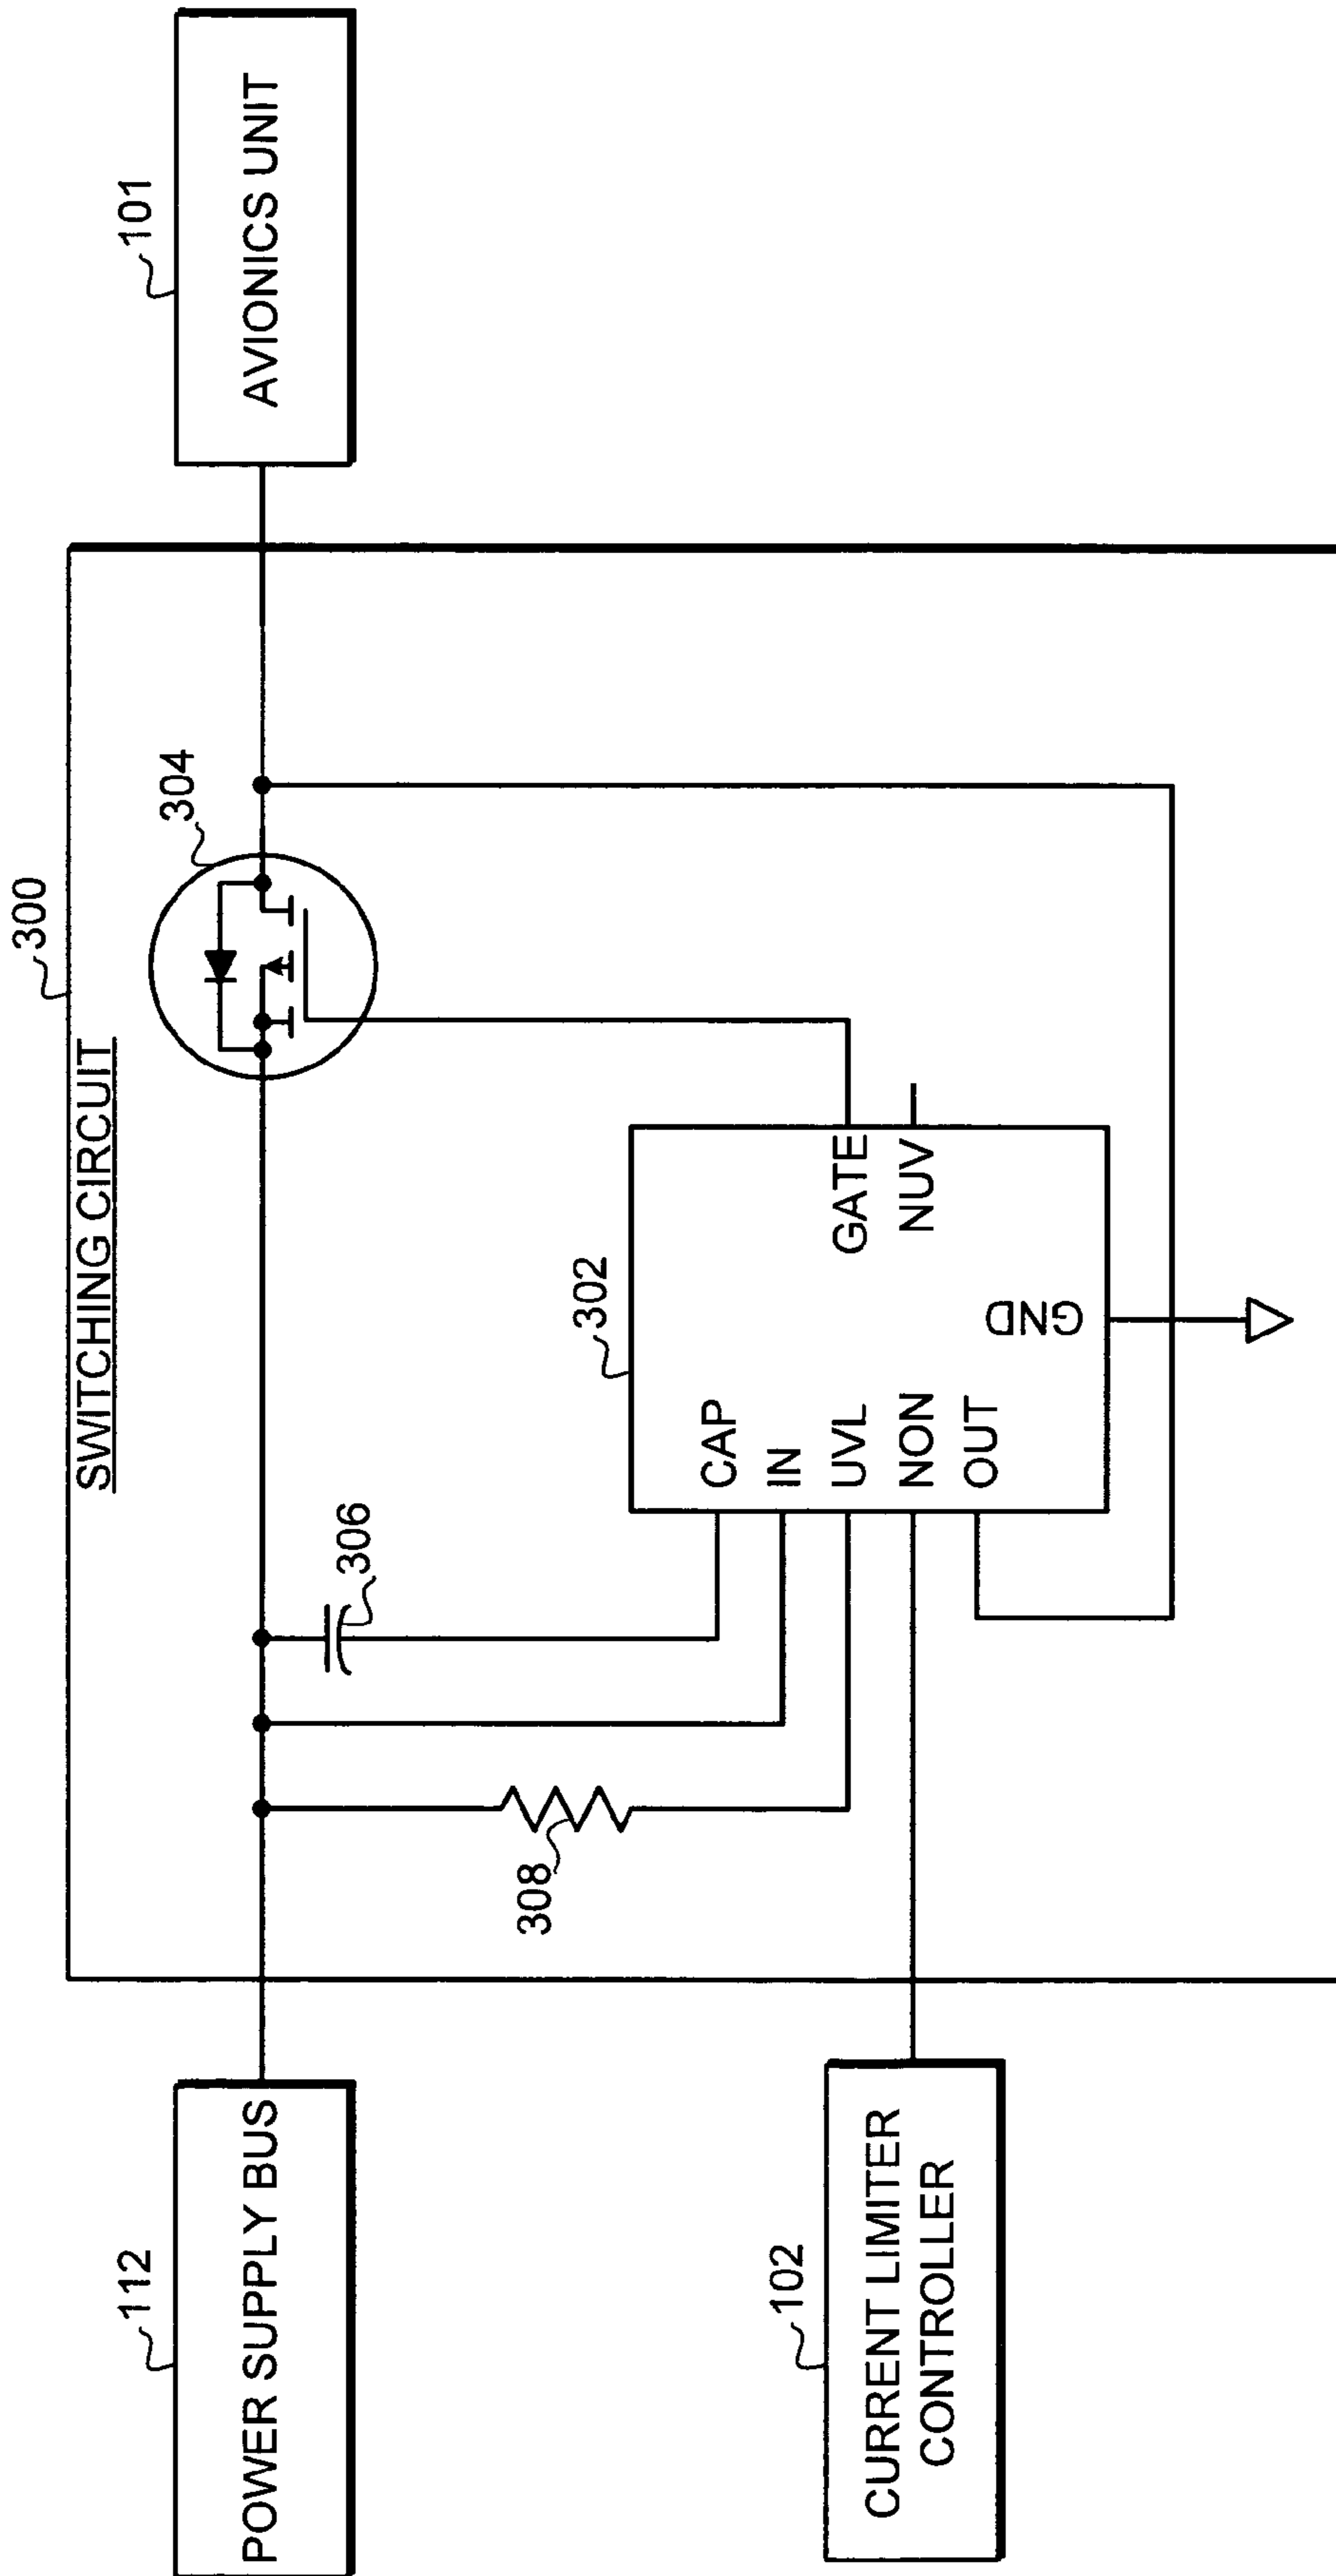 300
SWITCHING CIRCUIT
112
POWER SUPPLY BUS
304
101
AVIONICS UNIT
306
308
302
CAP
IN
UVL
NON
OUT
GATE
NUV
GND
102
CURRENT LIMITER
CONTROLLER